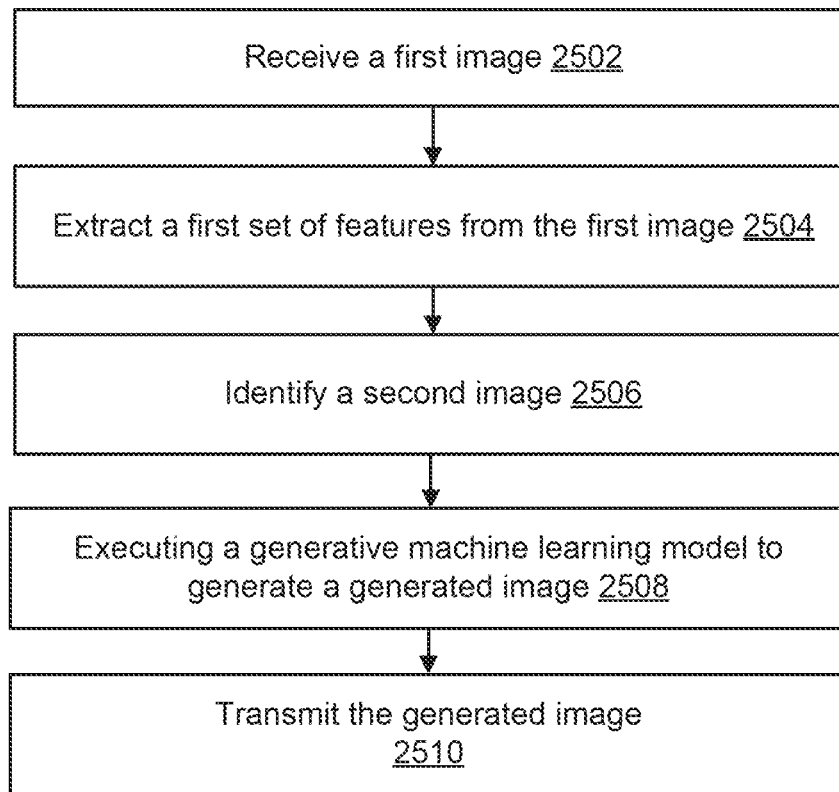 Receive a first image 2502
Extract a first set of features from the first image 2504
Identify a second image 2506
Executing a generative machine learning model to
generate a generated image 2508
Transmit the generated image
2510